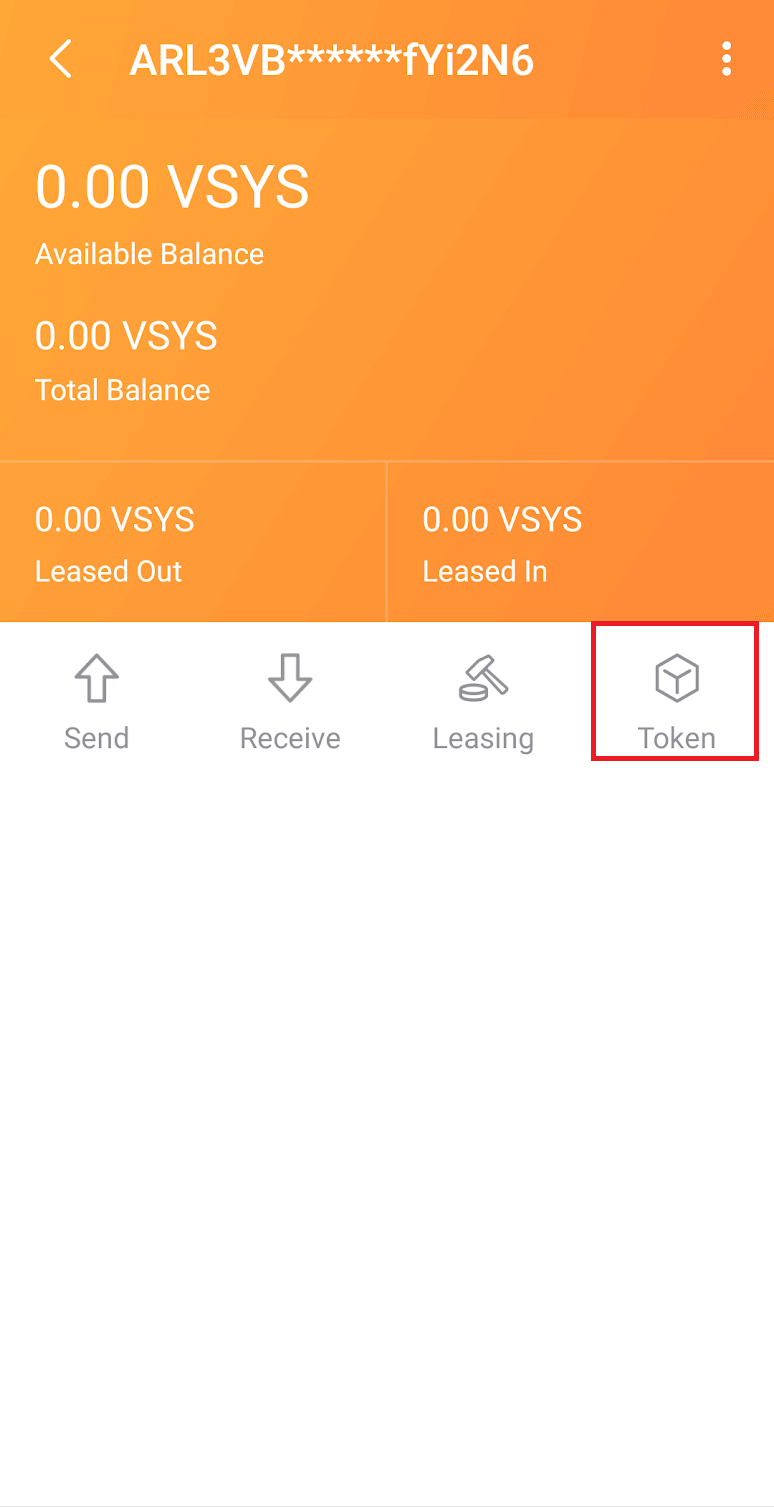 ARL3VB******fYi2N6
0.00 VSYS
Available Balance
0.00 VSYS
Total Balance
0.00 VSYS
Leased Out
0.00 VSYS
Leased In
Send
Receive
Leasing
Token